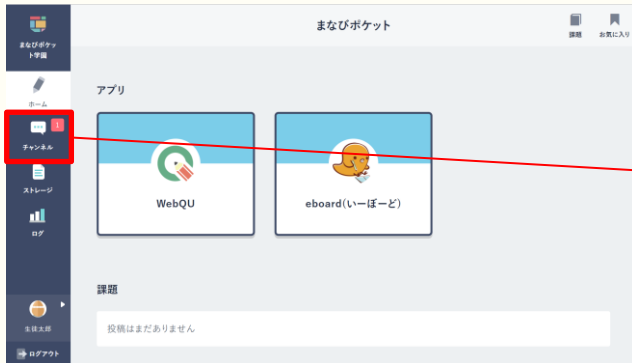 まなびポケット
課題
お気に入り
まなびポケッ
ト学園
ホーム
1
チャンネル
ストレージ
ログ
生徒太郎
ログアウト
アプリ
WebQU
eboard(いーぼーど)
課題
投稿はまだありません